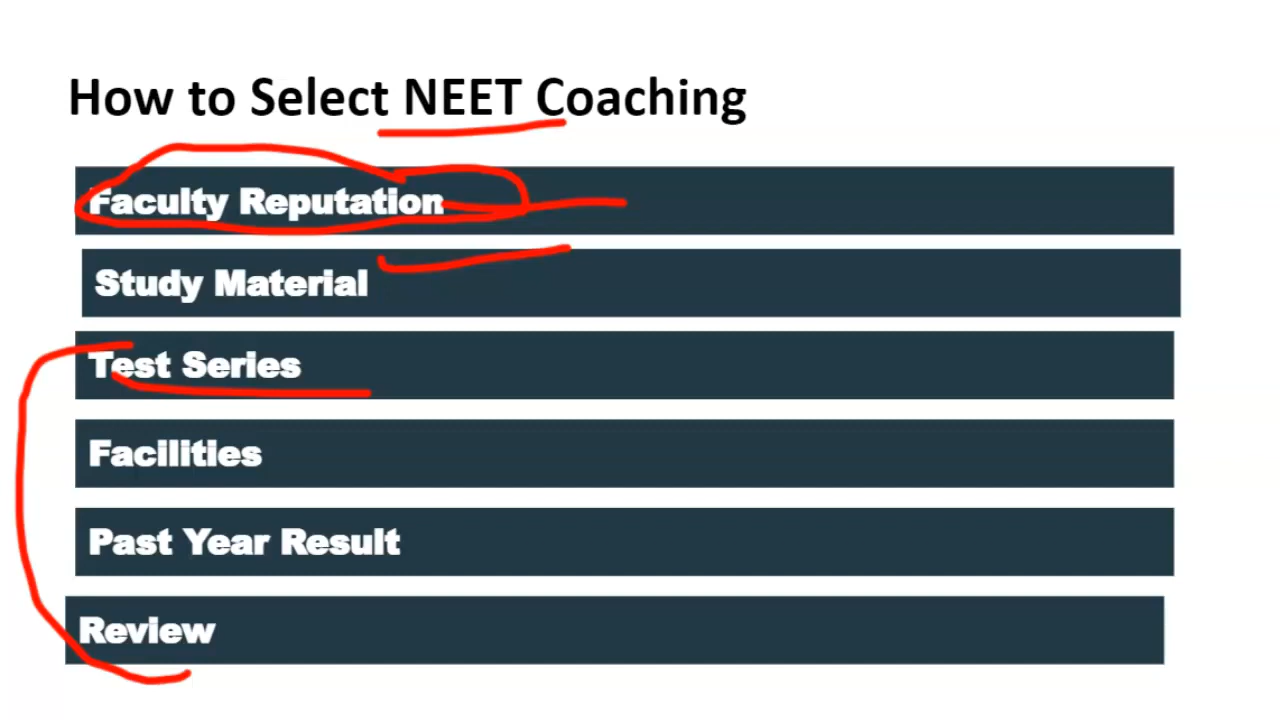 How to Select NEET Coaching
Faculty Reputation
Study Material
Test Series
Facilities
Past Year Result
Review